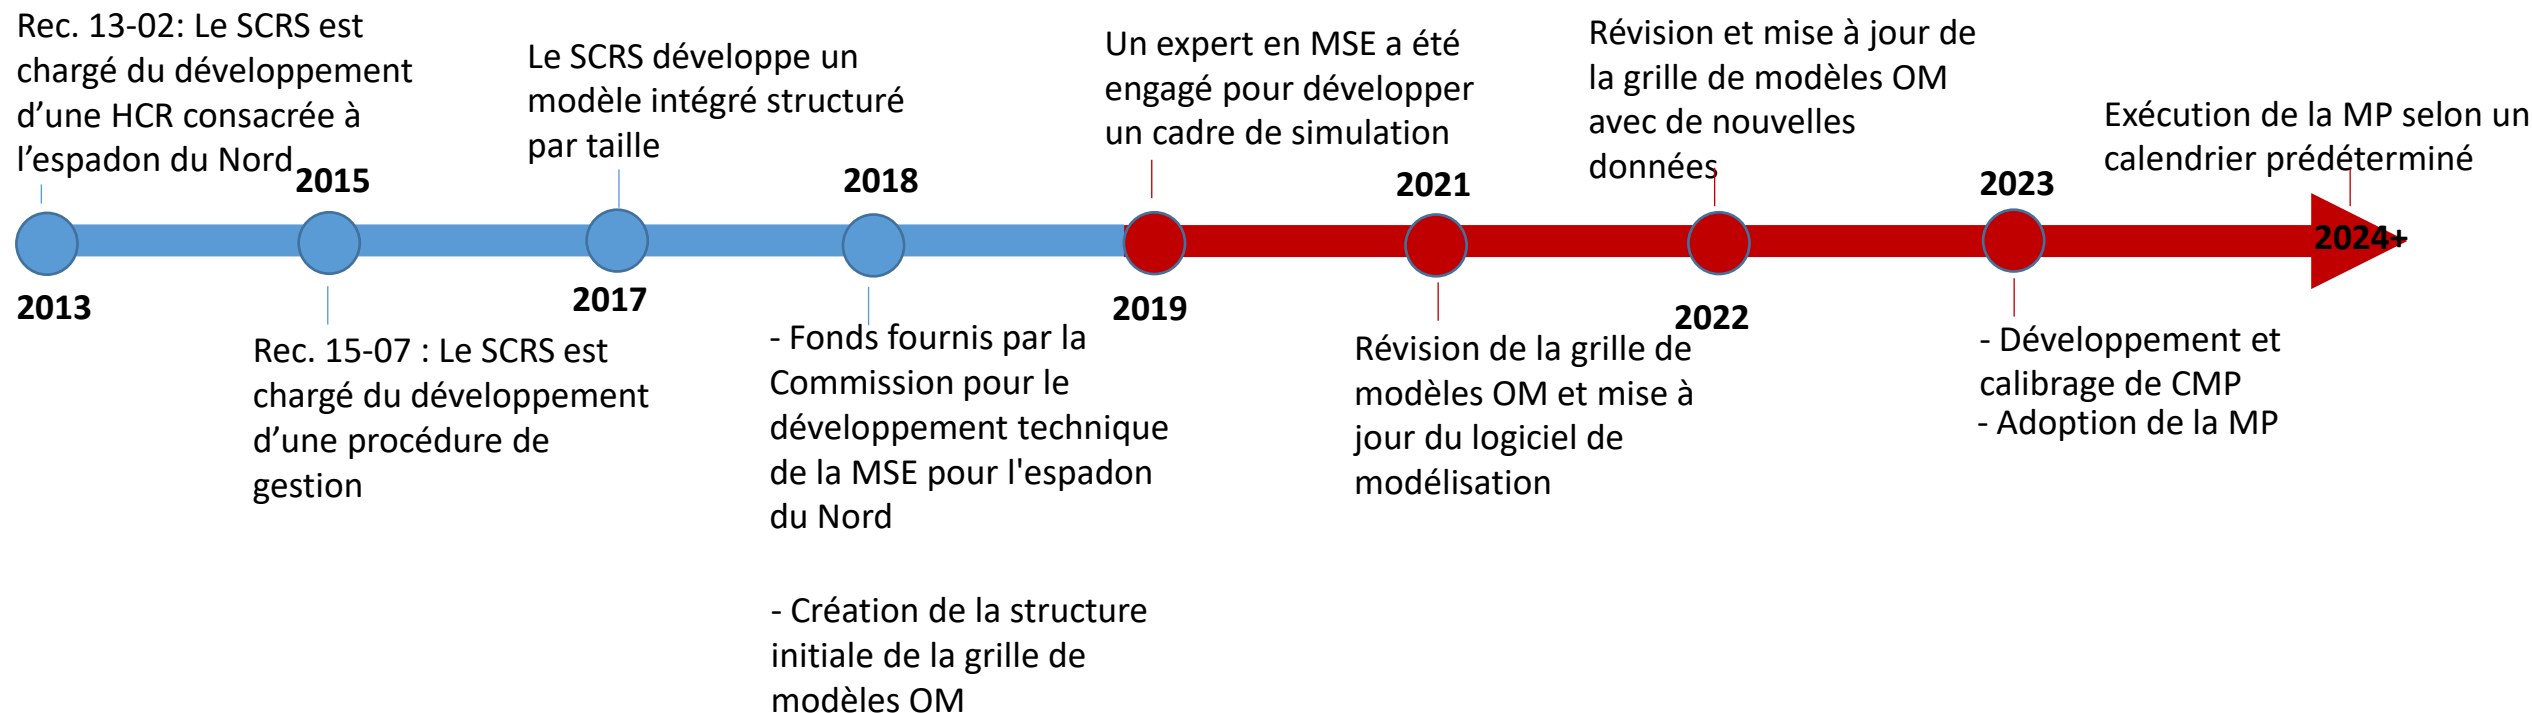 Rec. 13-02: Le SCRS est
chargé du développement
d’une HCR consacrée à
l’espadon du Nord
2013
2015
Rec. 15-07 : Le SCRS est
chargé du développement
d’une procédure de
gestion
Le SCRS développe un
modèle intégré structuré
par taille
2017
2018
- Fonds fournis par la
Commission pour le
développement technique
de la MSE pour l'espadon
du Nord
- Création de la structure
initiale de la grille de
modèles OM
Un expert en MSE a été
engagé pour développer
un cadre de simulation
2019
2021
Révision de la grille de
modèles OM et mise à
jour du logiciel de
modélisation
Révision et mise à jour de
la grille de modèles OM
avec de nouvelles
données
2022
2023
- Développement et
calibrage de CMP
- Adoption de la MP
Exécution de la MP selon un
calendrier prédéterminé
2024+